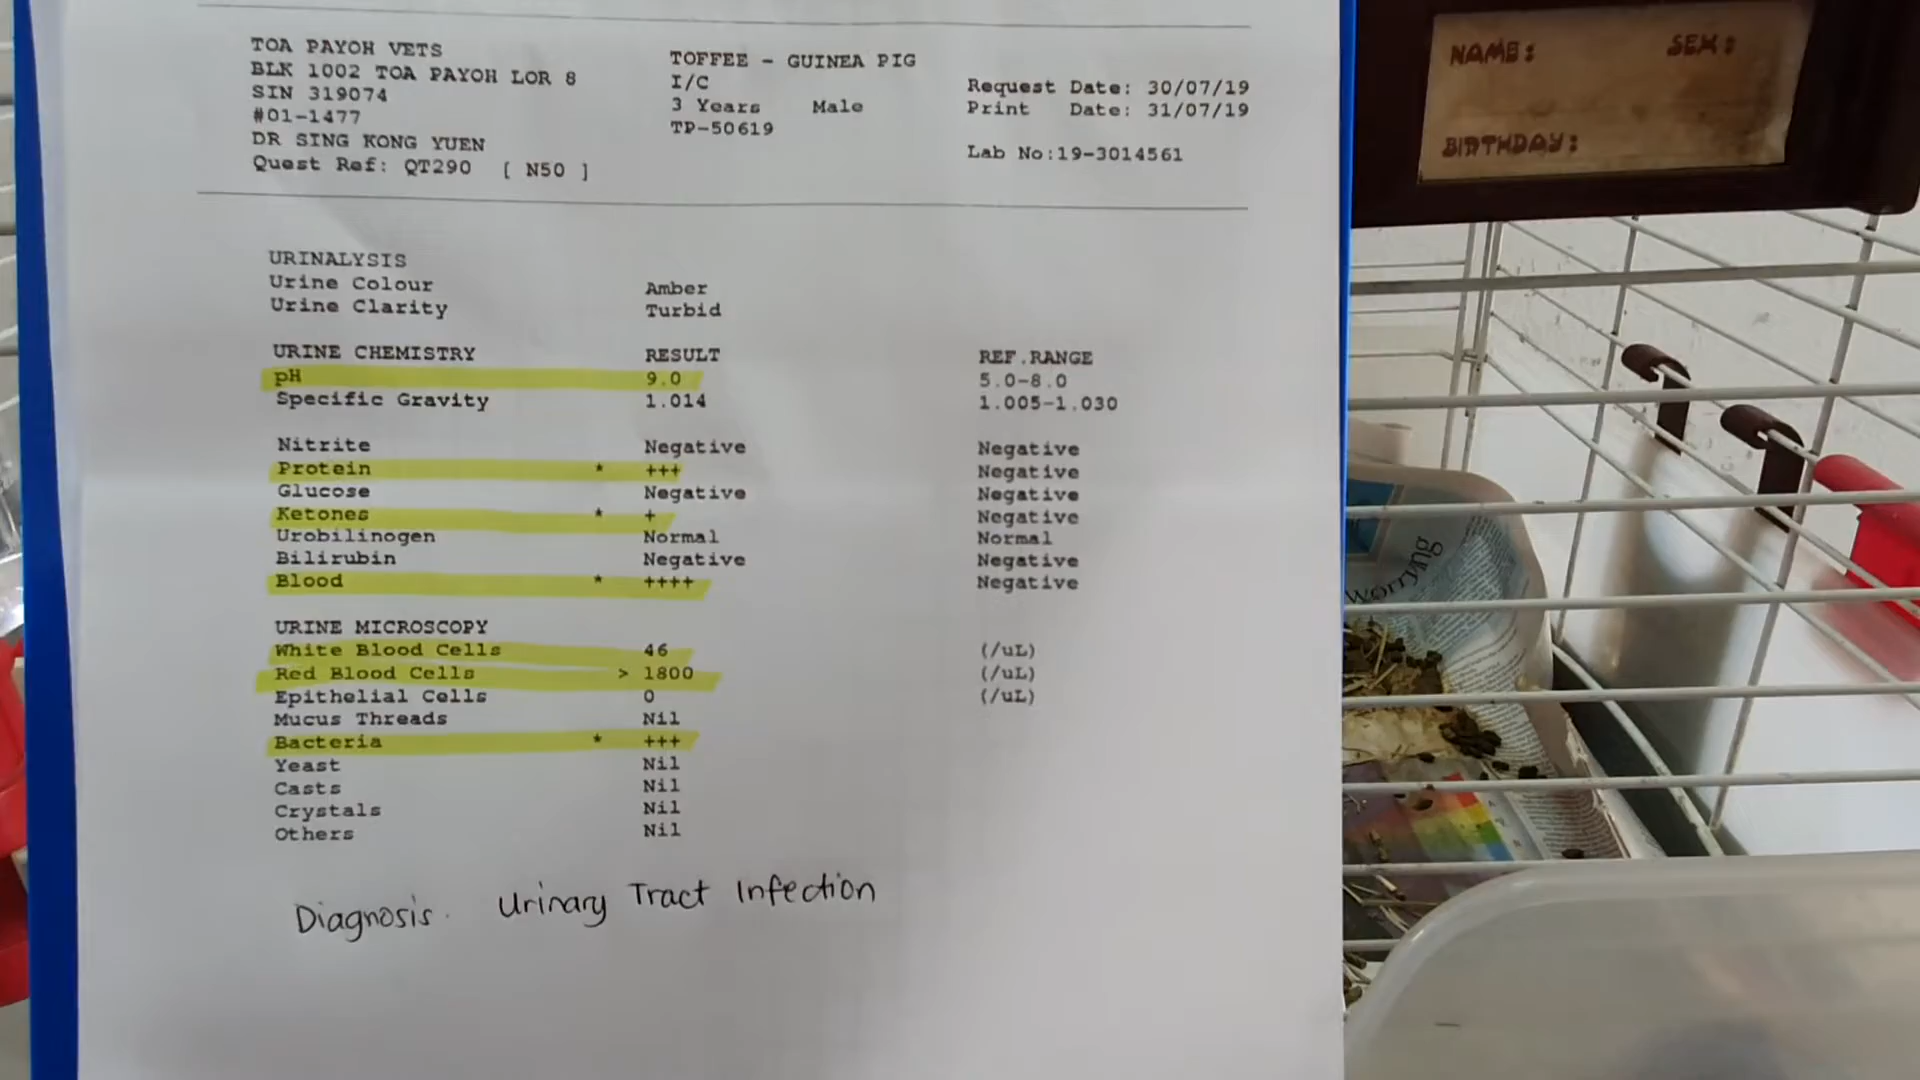 TOA PAYOH VETS
BLK 1002 TOA PAYOH LOR 8
SIN 319074
#01-1477
DR SING KONG YUEN
Quest Ref: QT290 [ N50 ]
TOFFEE - GUINEA PIG
I/C
3 Years Male
TP-50619
Request Date: 30/07/19
Print Date: 31/07/19
Lab No:19-3014561
NAME: SEX:
BIRTHDAY:
URINALYSIS
Urine Colour Amber
Urine Clarity Turbid
URINE CHEMISTRY RESULT REF.RANGE
pH 9.0 5.0-8.0
Specific Gravity 1.014 1.005-1.030
Nitrite Negative Negative
Protein * +++ Negative
Glucose Negative Negative
Ketones * + Negative
Urobilinogen Normal Normal
Bilirubin Negative Negative
Blood * ++++ Negative
URINE MICROSCOPY
White Blood Cells 46 (/uL)
Red Blood Cells > 1800 (/uL)
Epithelial Cells 0 (/uL)
Mucus Threads Nil
Bacteria * +++
Yeast Nil
Casts Nil
Crystals Nil
Others Nil
Diagnosis. Urinary Tract Infection
worrying